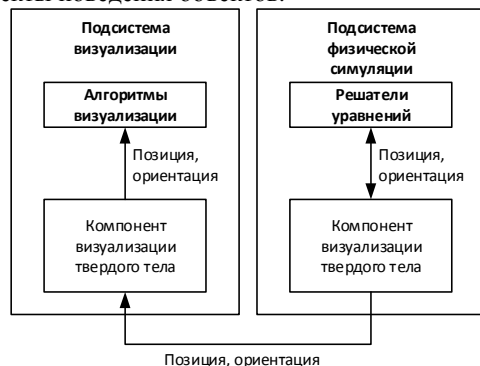 Подсистема
визуализации
Алгоритмы
визуализации
Позиция,
ориентация
Компонент
визуализации
твердого тела
Подсистема
физической
симуляции
Решатели
уравнений
Позиция,
ориентация
Компонент
визуализации
твердого тела
Позиция, ориентация